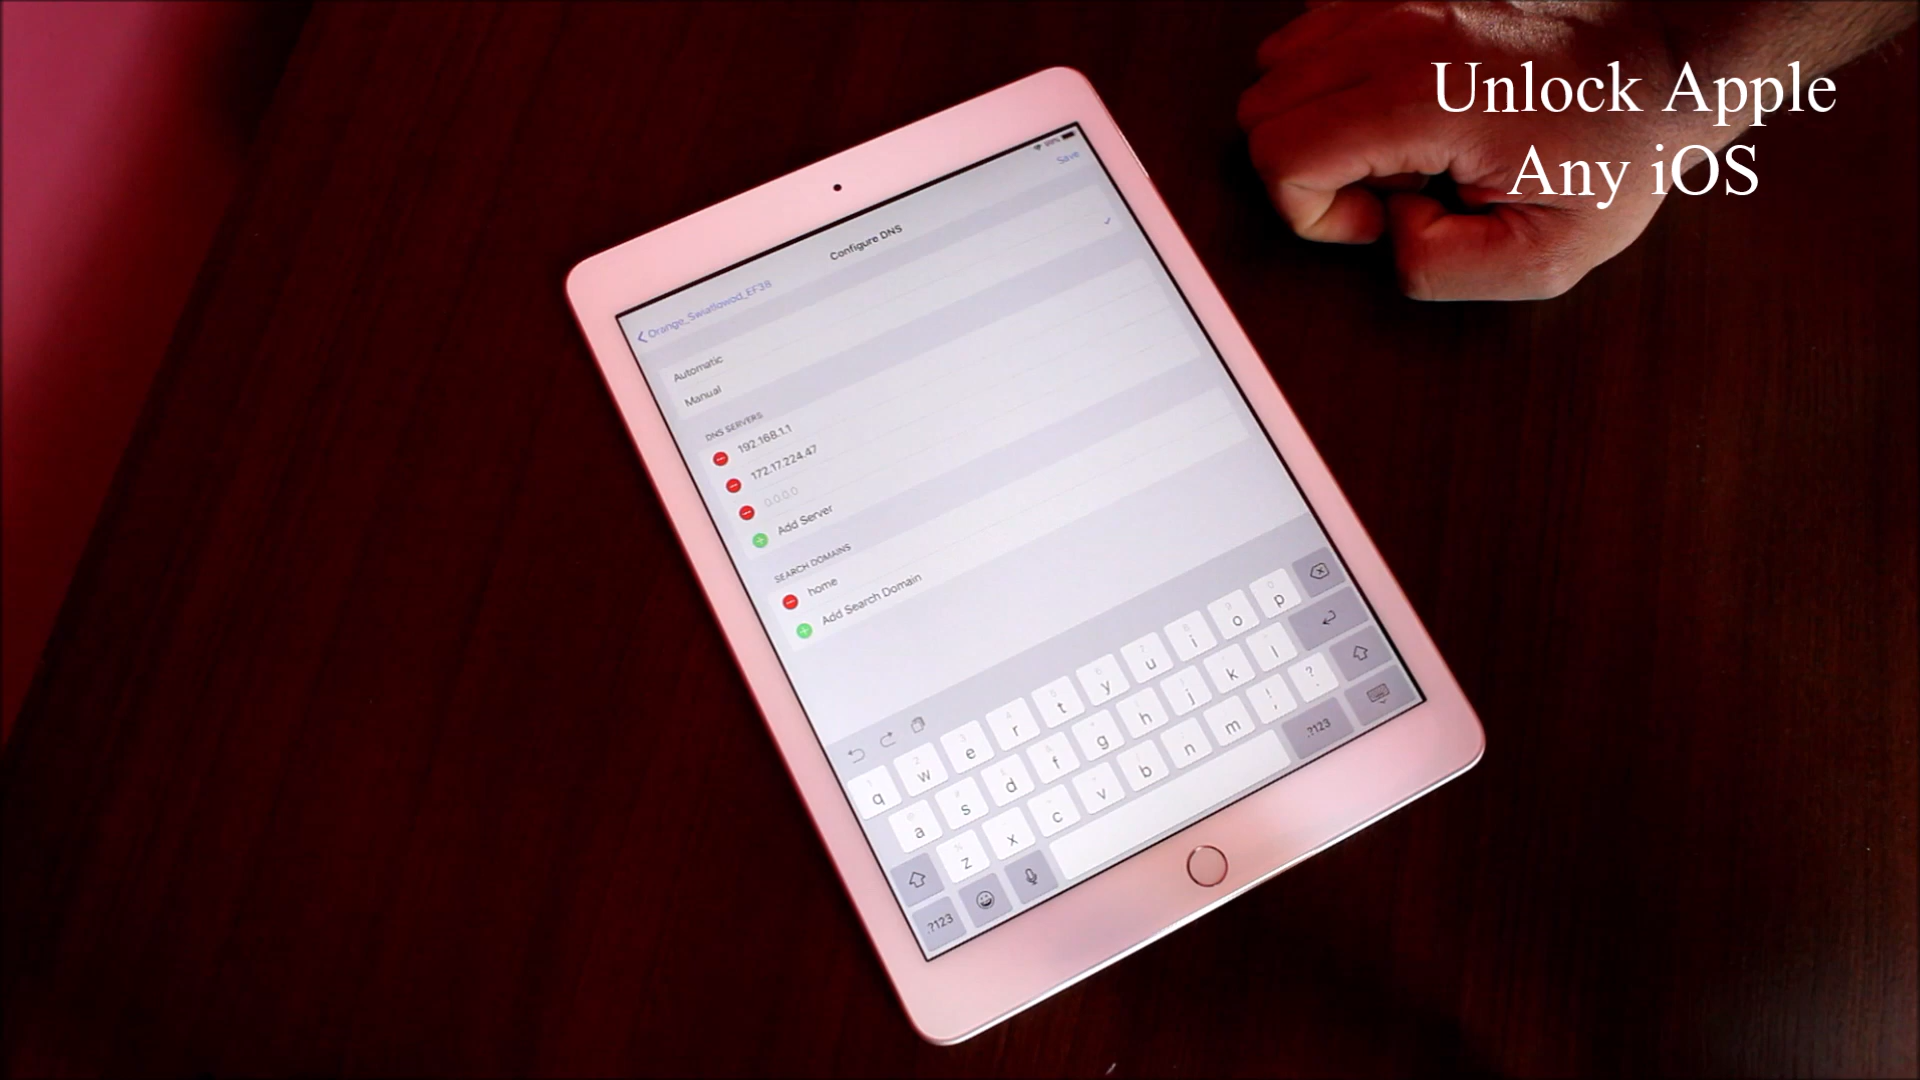 Unlock Apple
Any iOS
Save
Configure DNS
Orange_Swiatlowod_EF38
Automatic
Manual
DNS SERVERS
192.168.1.1
172.17.224.47
0.0.0.0
Add Server
SEARCH DOMAINS
home
Add Search Domain
q w e r t y u i o p
a s d f g h j k l
z x c v b n m ! , ? .
.?123 .?123